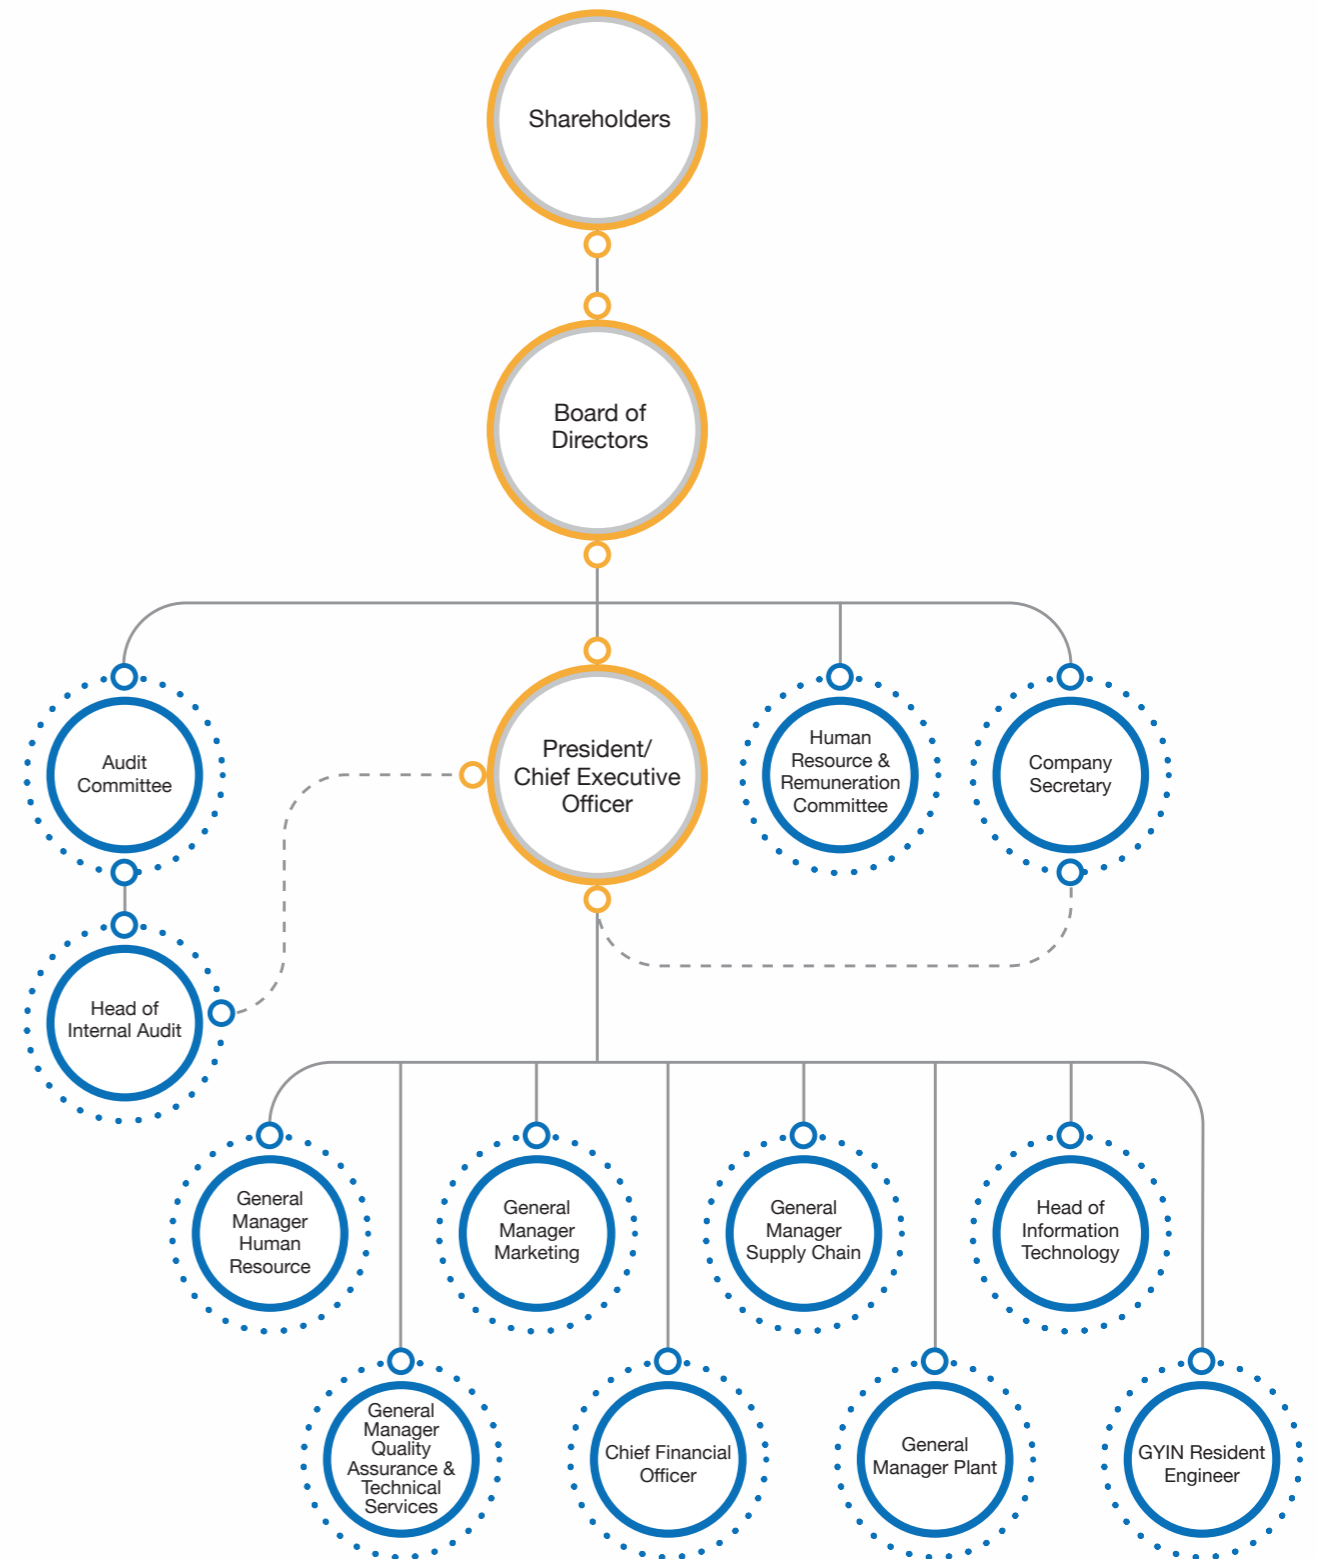 Shareholders
Board of
Directors
Audit
Committee
President/
Chief Executive
Officer
Human
Resource &
Remuneration
Committee
Company
Secretary
Head of
Internal Audit
General
Manager
Human
Resource
General
Manager
Marketing
General
Manager
Supply Chain
Head of
Information
Technology
General
Manager
Quality
Assurance &
Technical
Services
Chief Financial
Officer
General
Manager Plant
GYIN Resident
Engineer